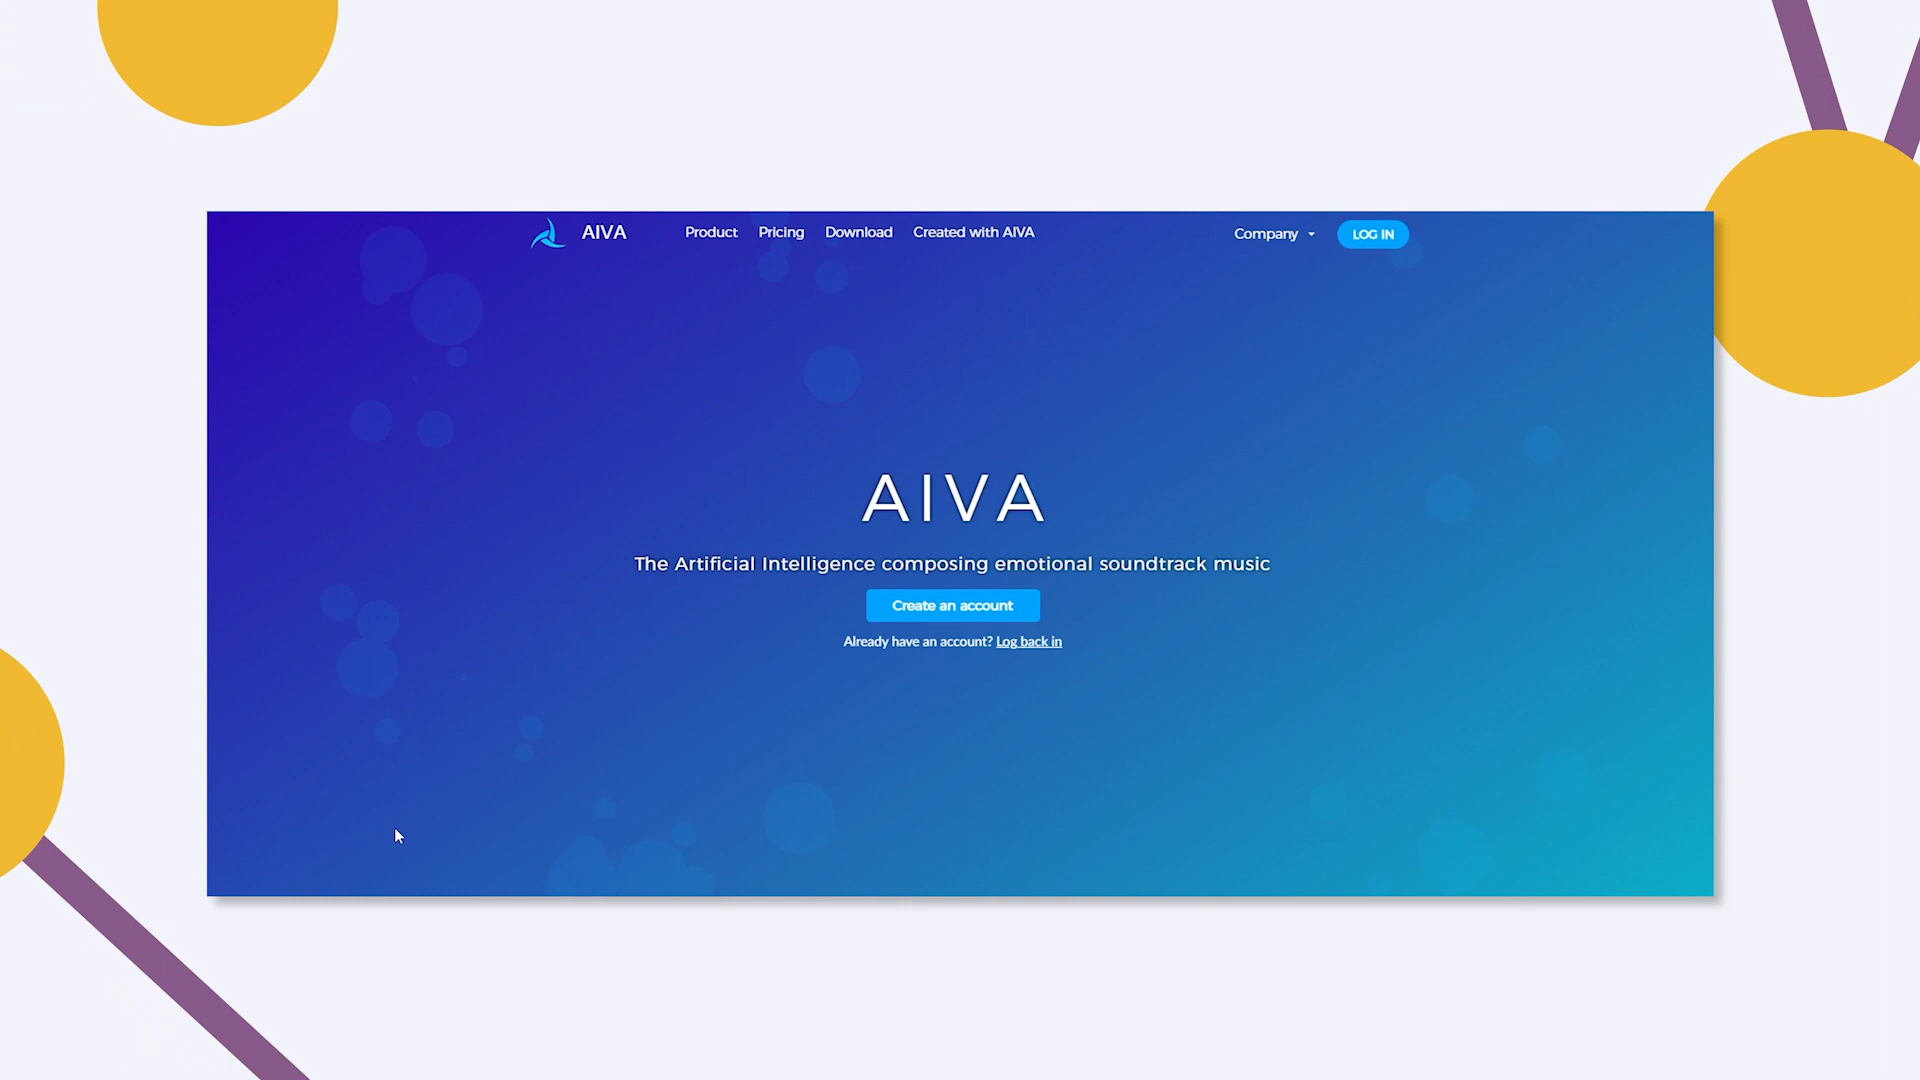 AIVA
Product
Pricing
Download
Created with AIVA
Company
LOG IN
AIVA
The Artificial Intelligence composing emotional soundtrack music
Create an account
Already have an account? Log back in